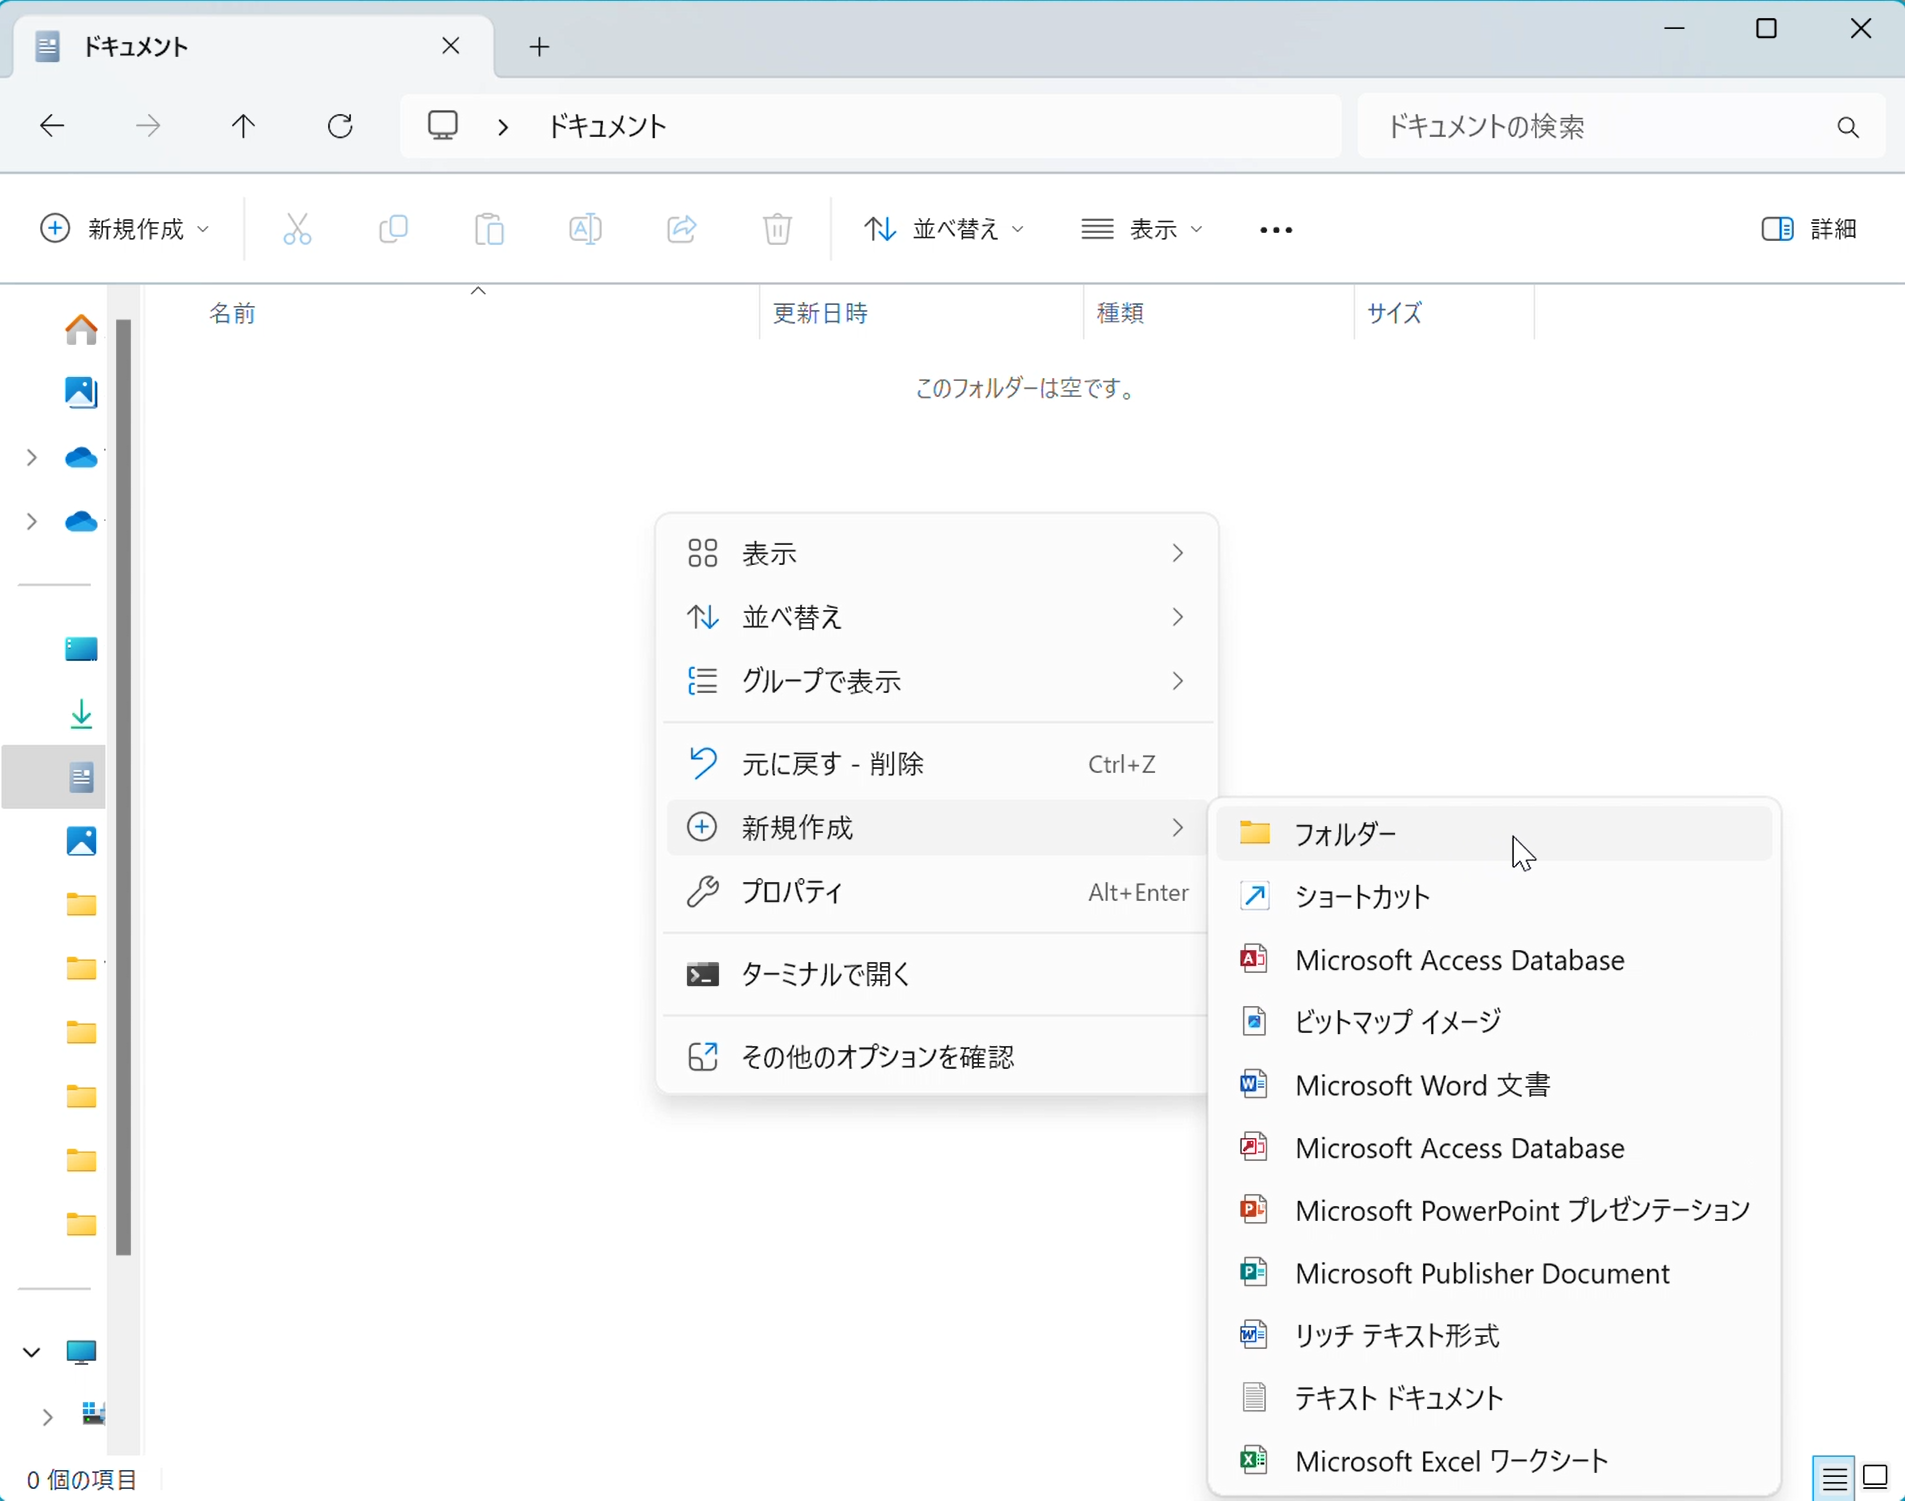 ドキュメント
ドキュメント
ドキュメントの検索
新規作成
並べ替え
表示
詳細
名前
更新日時
種類
サイズ
このフォルダーは空です。
表示
並べ替え
グループで表示
元に戻す - 削除 Ctrl+Z
新規作成
プロパティ Alt+Enter
ターミナルで開く
その他のオプションを確認
フォルダー
ショートカット
Microsoft Access Database
ビットマップ イメージ
Microsoft Word 文書
Microsoft Access Database
Microsoft PowerPoint プレゼンテーション
Microsoft Publisher Document
リッチ テキスト形式
テキスト ドキュメント
Microsoft Excel ワークシート
0 個の項目